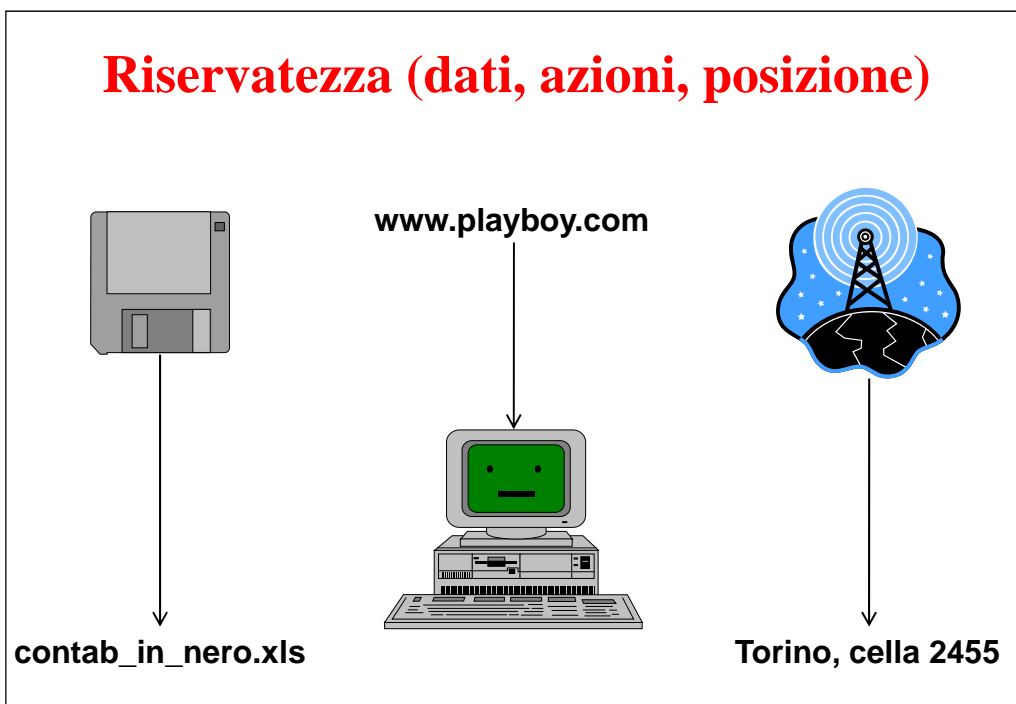 Riservatezza (dati, azioni, posizione)
www.playboy.com
contab_in_nero.xls
Torino, cella 2455